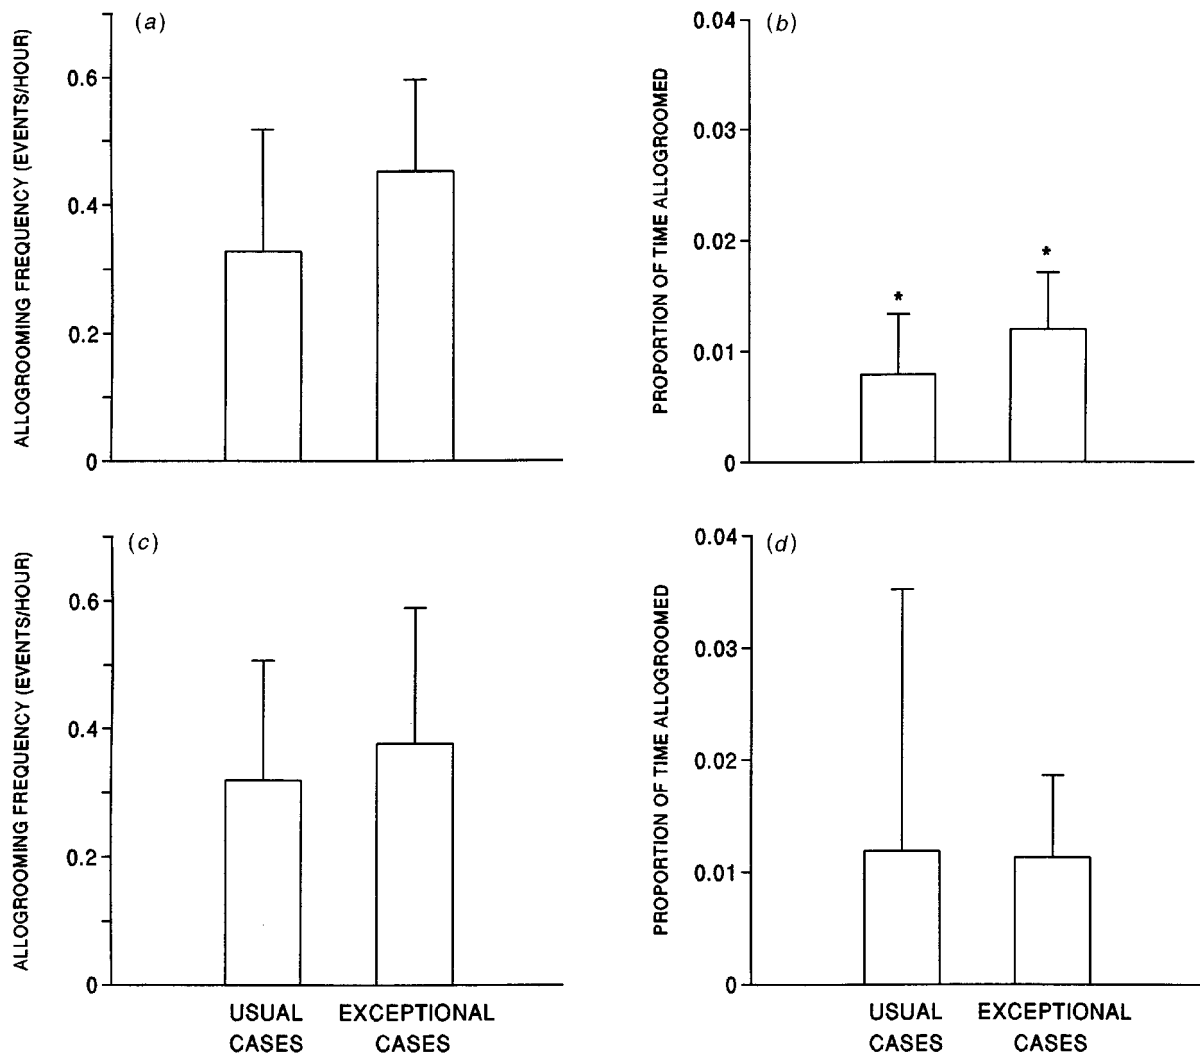 (a)
ALLOGROOMING FREQUENCY (EVENTS/HOUR)
0.6
0.4
0.2
0
(b)
PROPORTION OF TIME ALLOGROOMED
0.04
0.03
0.02
0.01
0
*
*
(c)
ALLOGROOMING FREQUENCY (EVENTS/HOUR)
0.6
0.4
0.2
0
USUAL
CASES
EXCEPTIONAL
CASES
(d)
PROPORTION OF TIME ALLOGROOMED
0.04
0.03
0.02
0.01
0
USUAL
CASES
EXCEPTIONAL
CASES